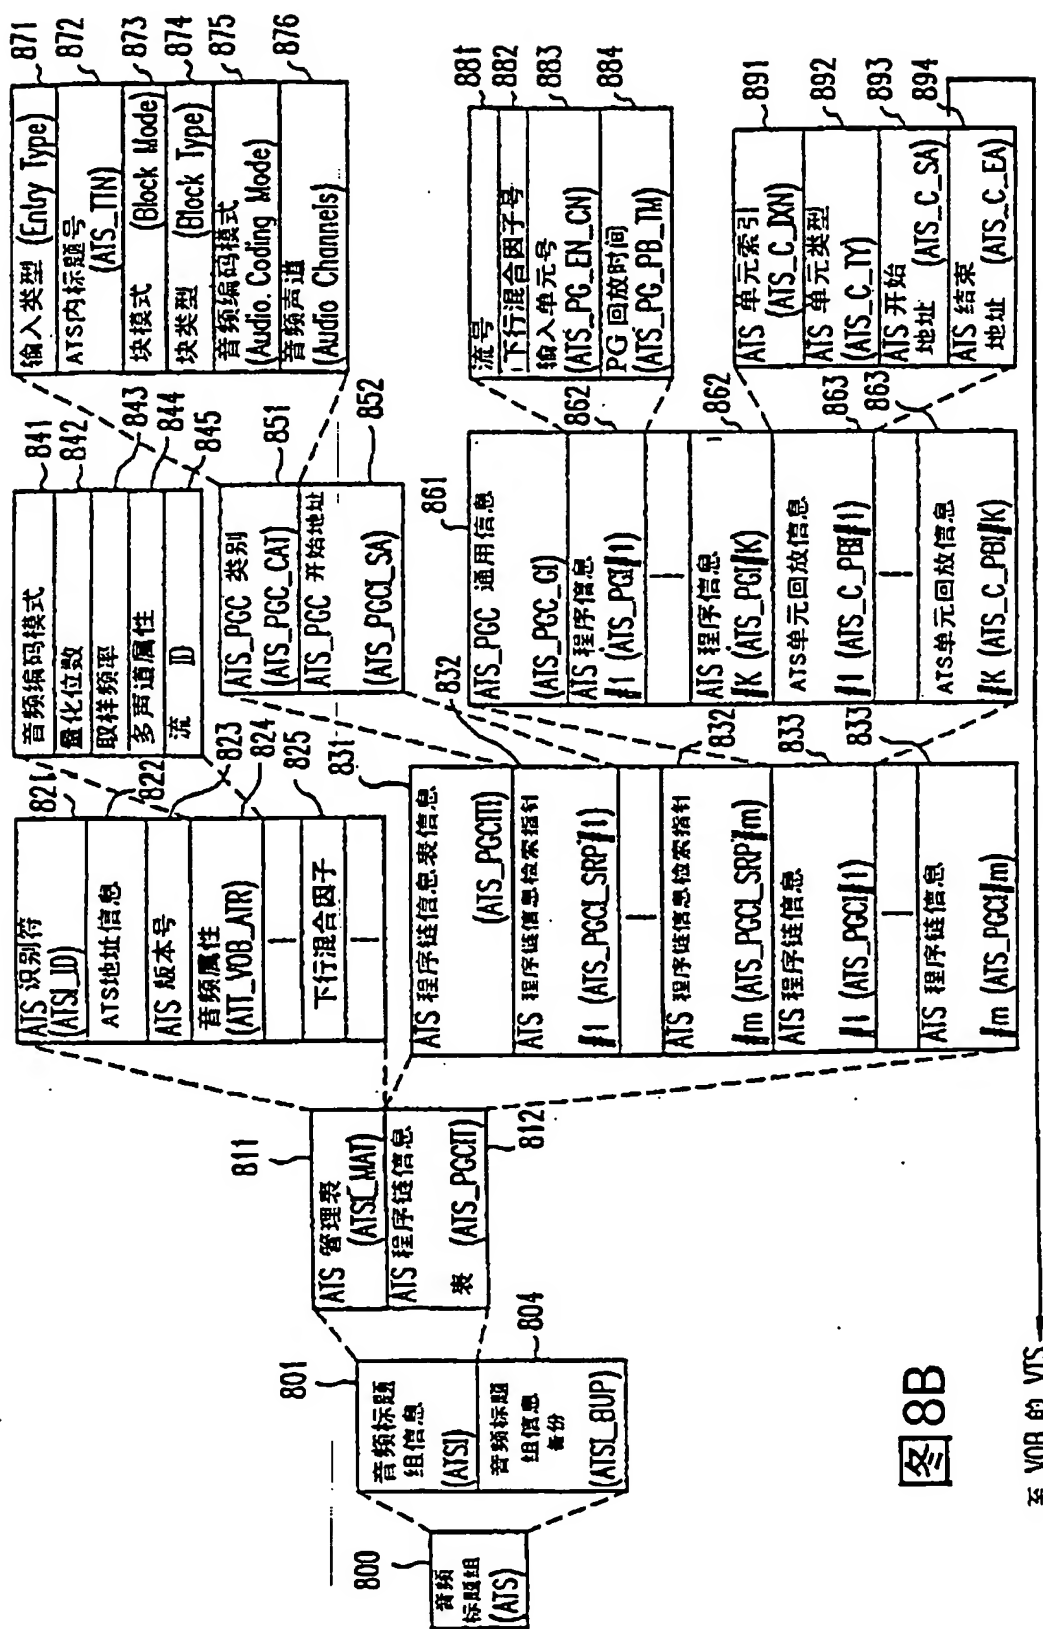 800
音频
标题组
(ATS)
801
音频标题
组信息
(ATSI)
音频标题
组信息
备份
(ATSI_BUP)
804
811
ATS 管理表
(ATSI_MAT)
ATS 程序链信息
表 (ATS_PGCIT)
8121
ATS 识别符
(ATSI_ID)
821
ATS地址信息
822
ATS 版本号
823
音频属性
(ATT_VOB_ATR)
824
下行混合因子
825
831
ATS 程序链信息表信息
(ATS_PGCITI)
832
ATS 程序链信息检索指针
#1 (ATS_PGCI_SRP#1)
ATS 程序链信息检索指针
#m (ATS_PGCI_SRP#m)
832
ATS 程序链信息
#1 (ATS_PGCI#1)
833
ATS 程序链信息
#m (ATS_PGCI#m)
833
音频编码模式
841
量化位数
842
取样频率
843
多声道属性
844
流 ID
845
ATS_PGC 类别
(ATS_PGC_CAT)
851
ATS_PGC 开始地址
(ATS_PGCI_SA)
852
861
ATS_PGC 通用信息
(ATS_PGC_GI)
ATS 程序信息
#1 (ATS_PGI#1)
862
ATS 程序信息
#K (ATS_PGI#K)
862
ATS单元回放信息
#1 (ATS_C_PBI#1)
863
ATS单元回放信息
#K (ATS_C_PBI#K)
863
输入类型 (Entry Type)
871
ATS内标题号
(ATS_TTN)
872
块模式 (Block Mode)
873
块类型 (Block Type)
874
音频编码模式
(Audio.Coding Mode)
875
音频声道
(Audio Channels)
876
流号
881
下行混合因子号
882
输入单元号
(ATS_PG_EN_CN)
883
PG 回放时间
(ATS_PG_PB_TM)
884
ATS 单元索引
(ATS_C_IXN)
891
ATS 单元类型
(ATS_C_TY)
892
ATS 开始
地址 (ATS_C_SA)
893
ATS 结束
地址 (ATS_C_EA)
894
图8B
至 VOB 的 VTS